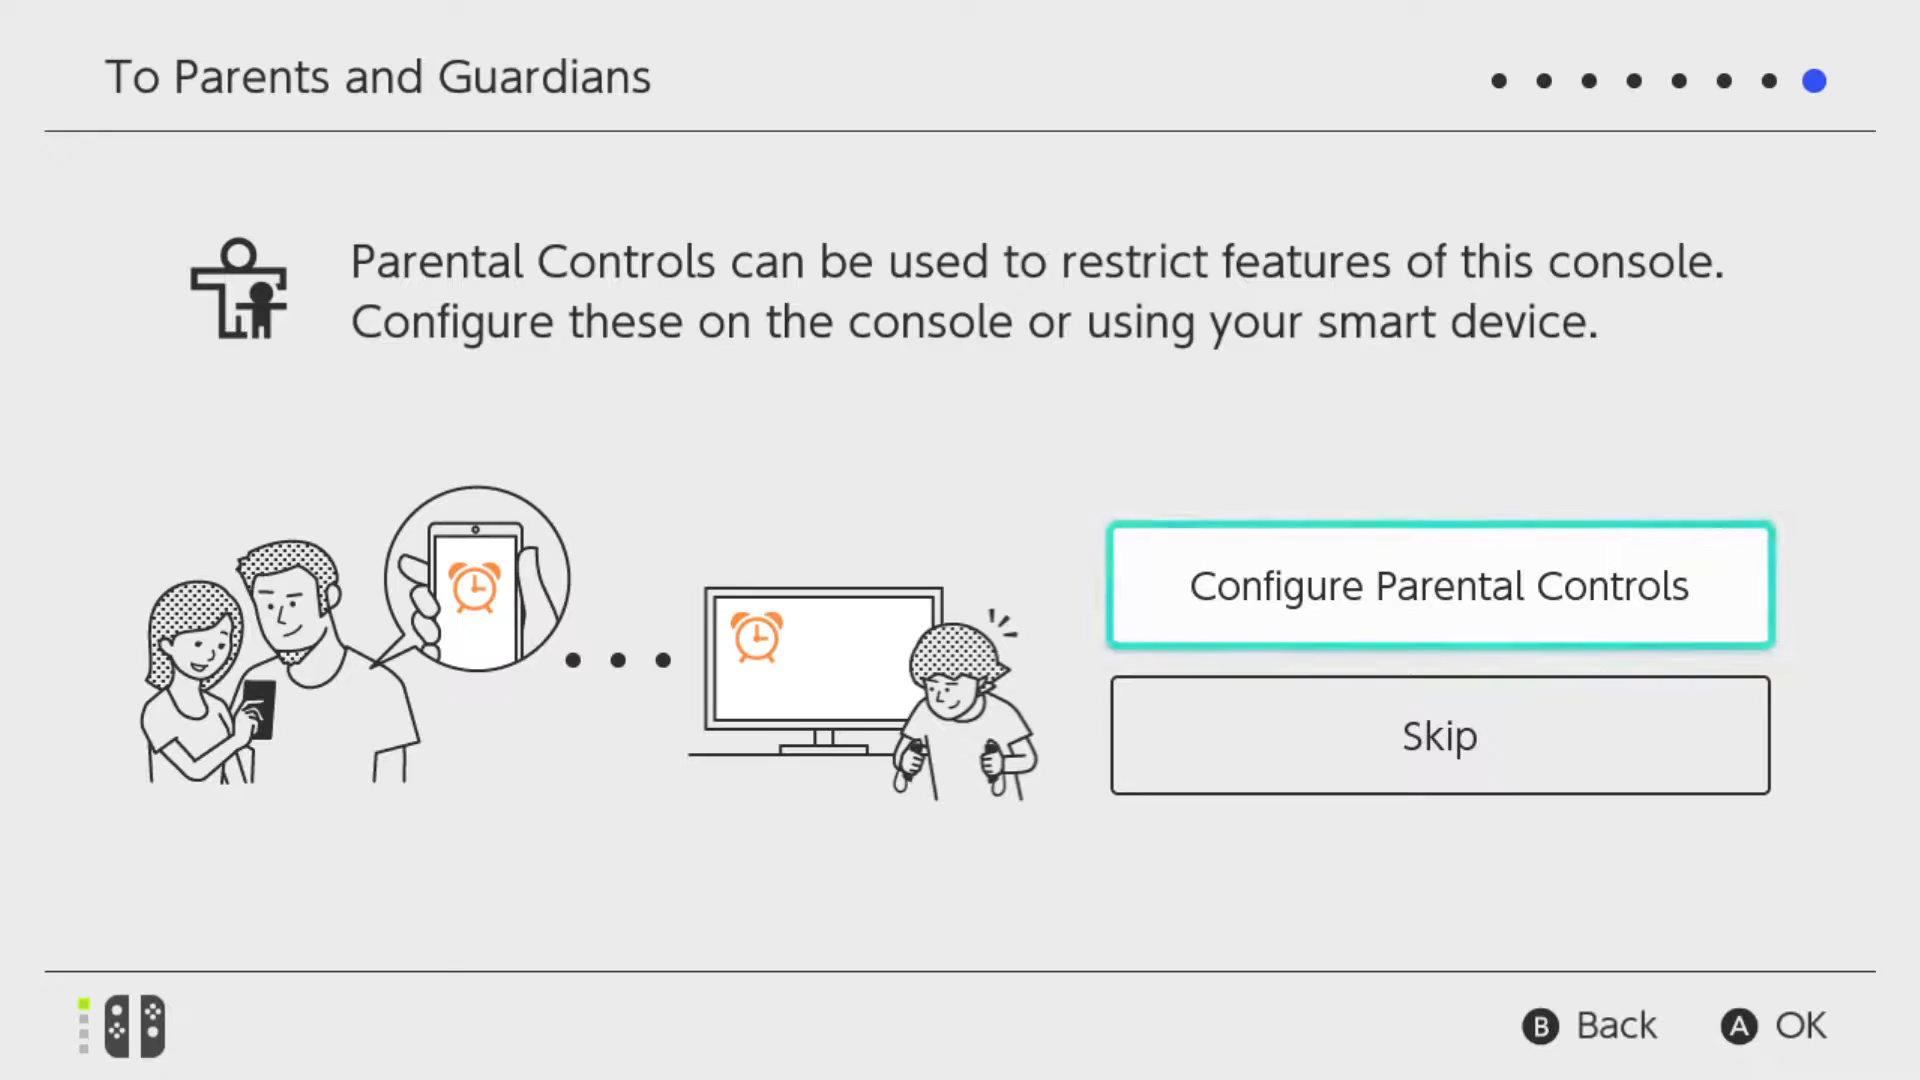 To Parents and Guardians
Parental Controls can be used to restrict features of this console.
Configure these on the console or using your smart device.
Configure Parental Controls
Skip
B Back A OK